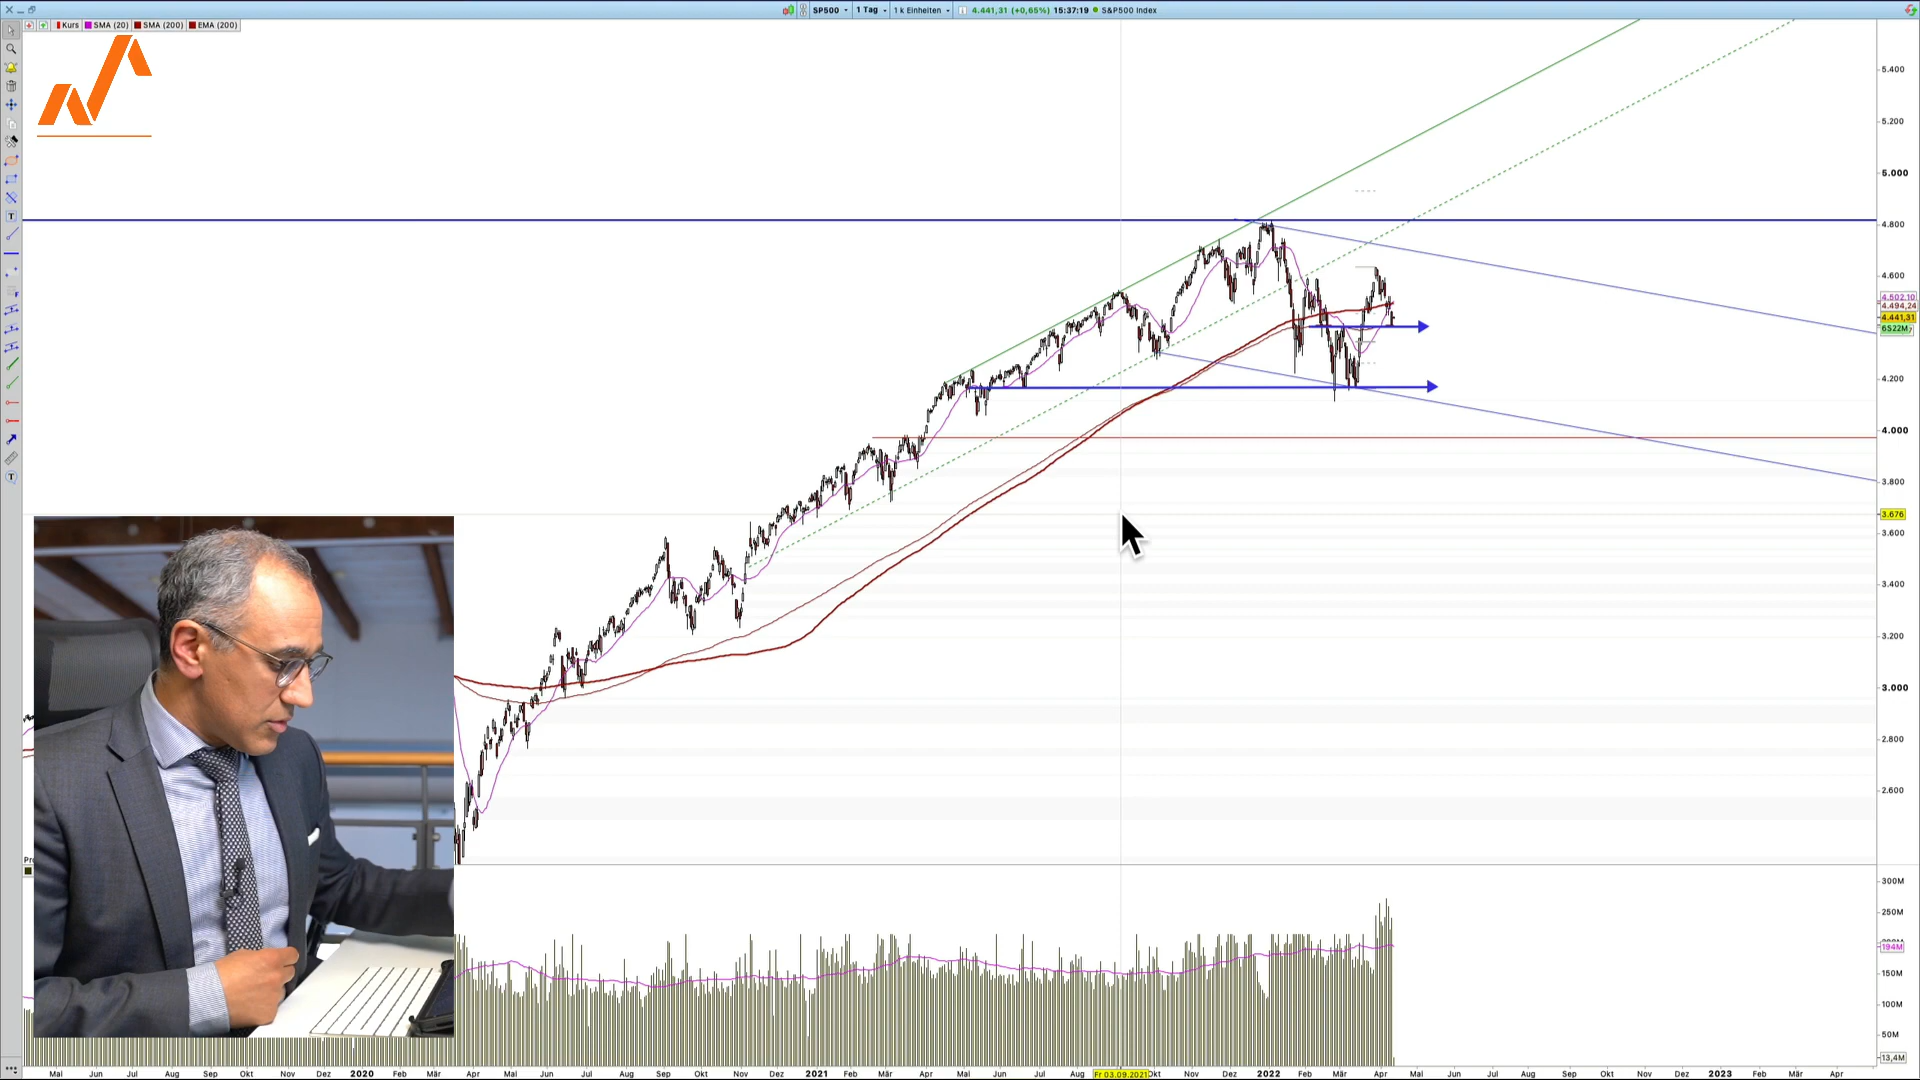 SP500 1 Tag 1 k Einheiten 4.441,31 (+0,65%) 15:37:19 S&P500 Index
Kurs SMA (20) SMA (200) EMA (200)
5.400
5.200
5.000
4.800
4.600
4.502,10
4.494,24
4.441,31
6522M
4.200
4.000
3.800
3.676
3.600
3.400
3.200
3.000
2.800
2.600
300M
250M
194M
150M
100M
50M
13,4M
Mai Jun Jul Aug Sep Okt Nov Dez 2020 Feb Mär Apr Mai Jun Jul Aug Sep Okt Nov Dez 2021 Feb Mär Apr Mai Jun Jul Aug Fr 03.09.2021 Okt Nov Dez 2022 Feb Mär Apr Mai Jun Jul Aug Sep Okt Nov Dez 2023 Feb Mär Apr